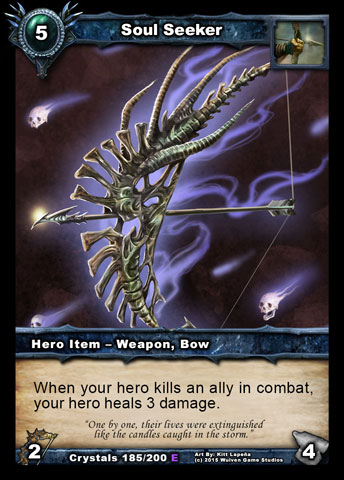 5
Soul Seeker
Hero Item – Weapon, Bow
When your hero kills an ally in combat,
your hero heals 3 damage.
"One by one, their lives were extinguished
like the candles caught in the storm."
2
Crystals 185/200 E
Art By: Kitt Lapeña
(c) 2015 Wulven Game Studios
4